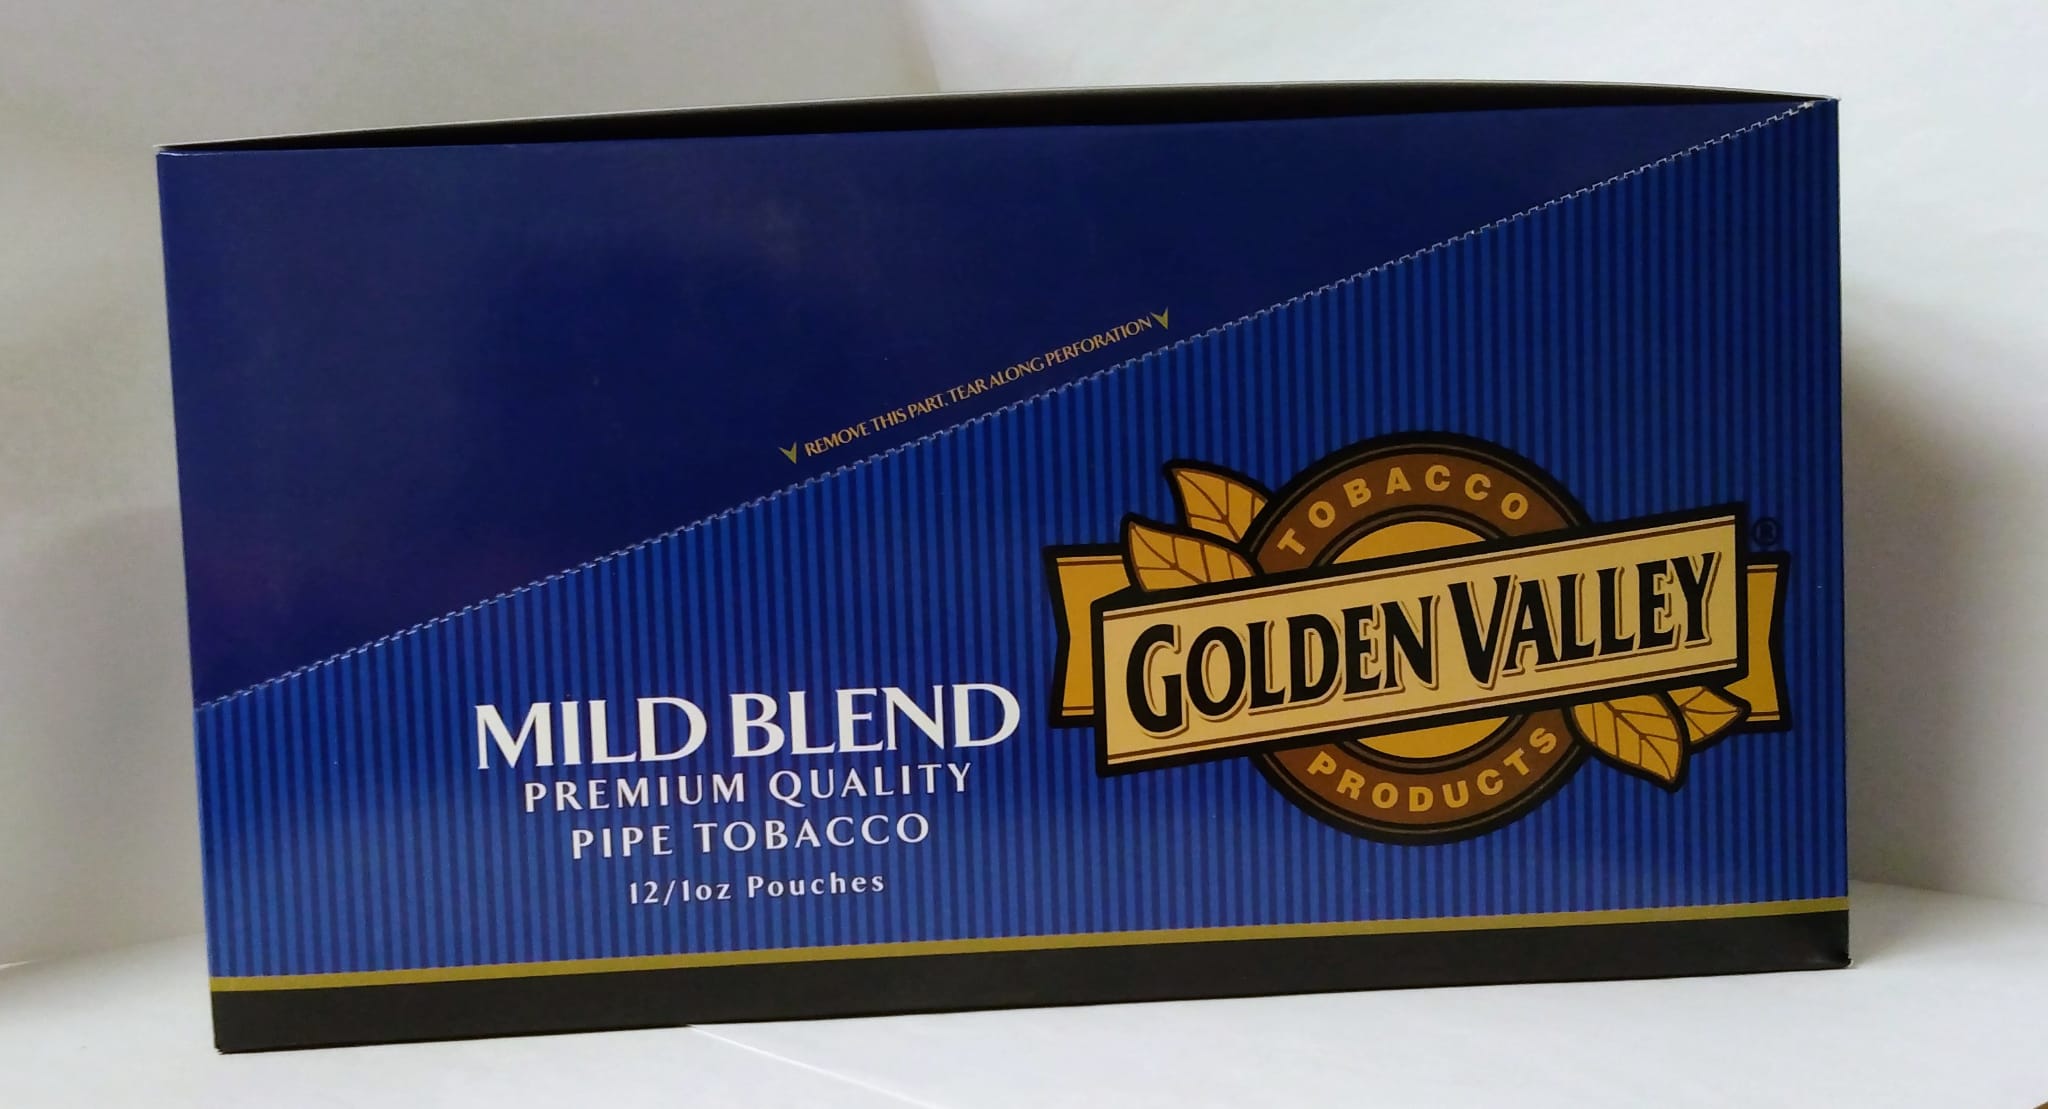 REMOVE THIS PART, TEAR ALONG PERFORATION
MILD BLEND
PREMIUM QUALITY
PIPE TOBACCO
12/1oz Pouches
TOBACCO
GOLDEN VALLEY ®
PRODUCTS